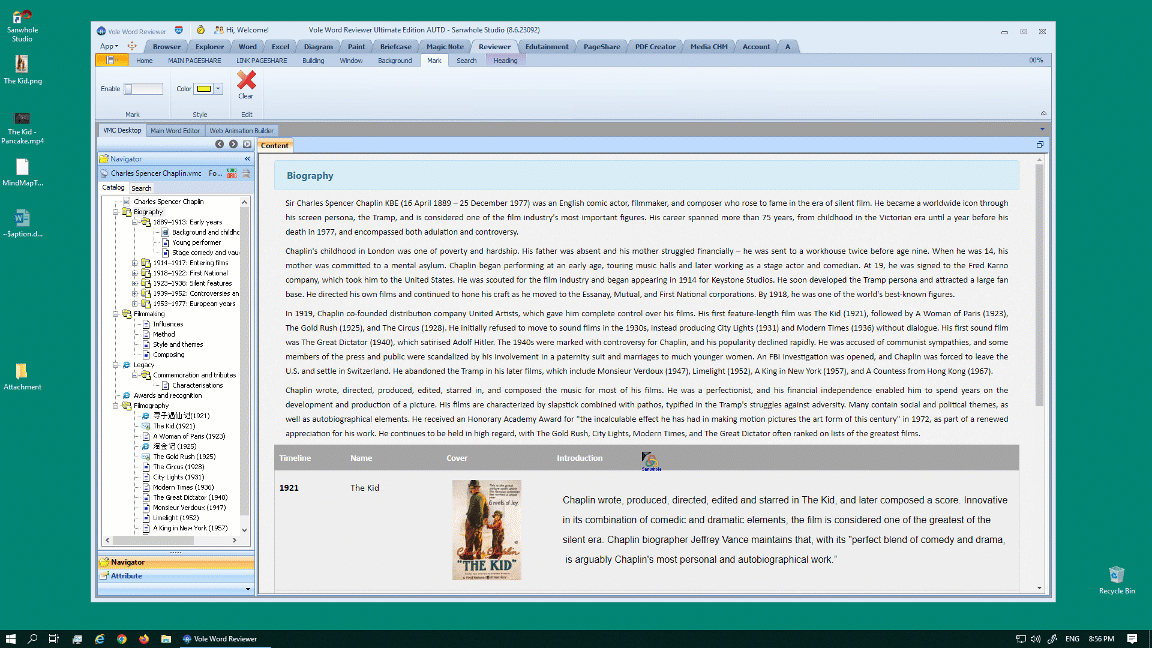 Sanwhole
Studio
The Kid.png
The Kid -
Pancake.mp4
MindMapT...
Attachment
Recycle Bin
Vole Word Reviewer
Hi, Welcome!
Vole Word Reviewer Ultimate Edition AUTD - Sanwhole Studio (8.6.23092)
App
Browser Explorer Word Excel Diagram Paint Briefcase Magic Note Reviewer Edutainment PageShare PDF Creator Media CHM Account A
Home MAIN PAGESHARE LINK PAGESHARE Building Window Background Mark Search Heading
00%
Enable
Color
Clear
Mark Style Edit
VMC Desktop Main Word Editor Web Animation Builder
Navigator
Content
Charles Spencer Chaplin.vmc Fo...
Catalog Search
Charles Spencer Chaplin
Biography
1889–1913: Early years
Background and childhc
Young performer
Stage comedy and vau
1914–1917: Entering films
1918–1922: First National
1923–1938: Silent features
1939–1952: Controversies an
1953–1977: European years
Filmmaking
Influences
Method
Style and themes
Composing
Legacy
Commemoration and tributes
Characterisations
Awards and recognition
Filmography
寻子遇仙记(1921)
The Kid (1921)
A Woman of Paris (1923)
淘金记 (1925)
The Gold Rush (1925)
The Circus (1928)
City Lights (1931)
Modern Times (1936)
The Great Dictator (1940)
Monsieur Verdoux (1947)
Limelight (1952)
A King in New York (1957)
Navigator
Attribute
Biography
Sir Charles Spencer Chaplin KBE (16 April 1889 – 25 December 1977) was an English comic actor, filmmaker, and composer who rose to fame in the era of silent film. He became a worldwide icon through
his screen persona, the Tramp, and is considered one of the film industry's most important figures. His career spanned more than 75 years, from childhood in the Victorian era until a year before his
death in 1977, and encompassed both adulation and controversy.
Chaplin's childhood in London was one of poverty and hardship. His father was absent and his mother struggled financially – he was sent to a workhouse twice before age nine. When he was 14, his
mother was committed to a mental asylum. Chaplin began performing at an early age, touring music halls and later working as a stage actor and comedian. At 19, he was signed to the Fred Karno
company, which took him to the United States. He was scouted for the film industry and began appearing in 1914 for Keystone Studios. He soon developed the Tramp persona and attracted a large fan
base. He directed his own films and continued to hone his craft as he moved to the Essanay, Mutual, and First National corporations. By 1918, he was one of the world's best-known figures.
In 1919, Chaplin co-founded distribution company United Artists, which gave him complete control over his films. His first feature-length film was The Kid (1921), followed by A Woman of Paris (1923),
The Gold Rush (1925), and The Circus (1928). He initially refused to move to sound films in the 1930s, instead producing City Lights (1931) and Modern Times (1936) without dialogue. His first sound film
was The Great Dictator (1940), which satirised Adolf Hitler. The 1940s were marked with controversy for Chaplin, and his popularity declined rapidly. He was accused of communist sympathies, and some
members of the press and public were scandalized by his involvement in a paternity suit and marriages to much younger women. An FBI investigation was opened, and Chaplin was forced to leave the
U.S. and settle in Switzerland. He abandoned the Tramp in his later films, which include Monsieur Verdoux (1947), Limelight (1952), A King in New York (1957), and A Countess from Hong Kong (1967).
Chaplin wrote, directed, produced, edited, starred in, and composed the music for most of his films. He was a perfectionist, and his financial independence enabled him to spend years on the
development and production of a picture. His films are characterized by slapstick combined with pathos, typified in the Tramp's struggles against adversity. Many contain social and political themes, as
well as autobiographical elements. He received an Honorary Academy Award for "the incalculable effect he has had in making motion pictures the art form of this century" in 1972, as part of a renewed
appreciation for his work. He continues to be held in high regard, with The Gold Rush, City Lights, Modern Times, and The Great Dictator often ranked on lists of the greatest films.
Timeline Name Cover Introduction
Sanwhole
1921 The Kid
6 reels of Joy
Charles Chaplin
"THE KID"
Chaplin wrote, produced, directed, edited and starred in The Kid, and later composed a score. Innovative
in its combination of comedic and dramatic elements, the film is considered one of the greatest of the
silent era. Chaplin biographer Jeffrey Vance maintains that, with its "perfect blend of comedy and drama,
is arguably Chaplin's most personal and autobiographical work."
Vole Word Reviewer
ENG 8:56 PM